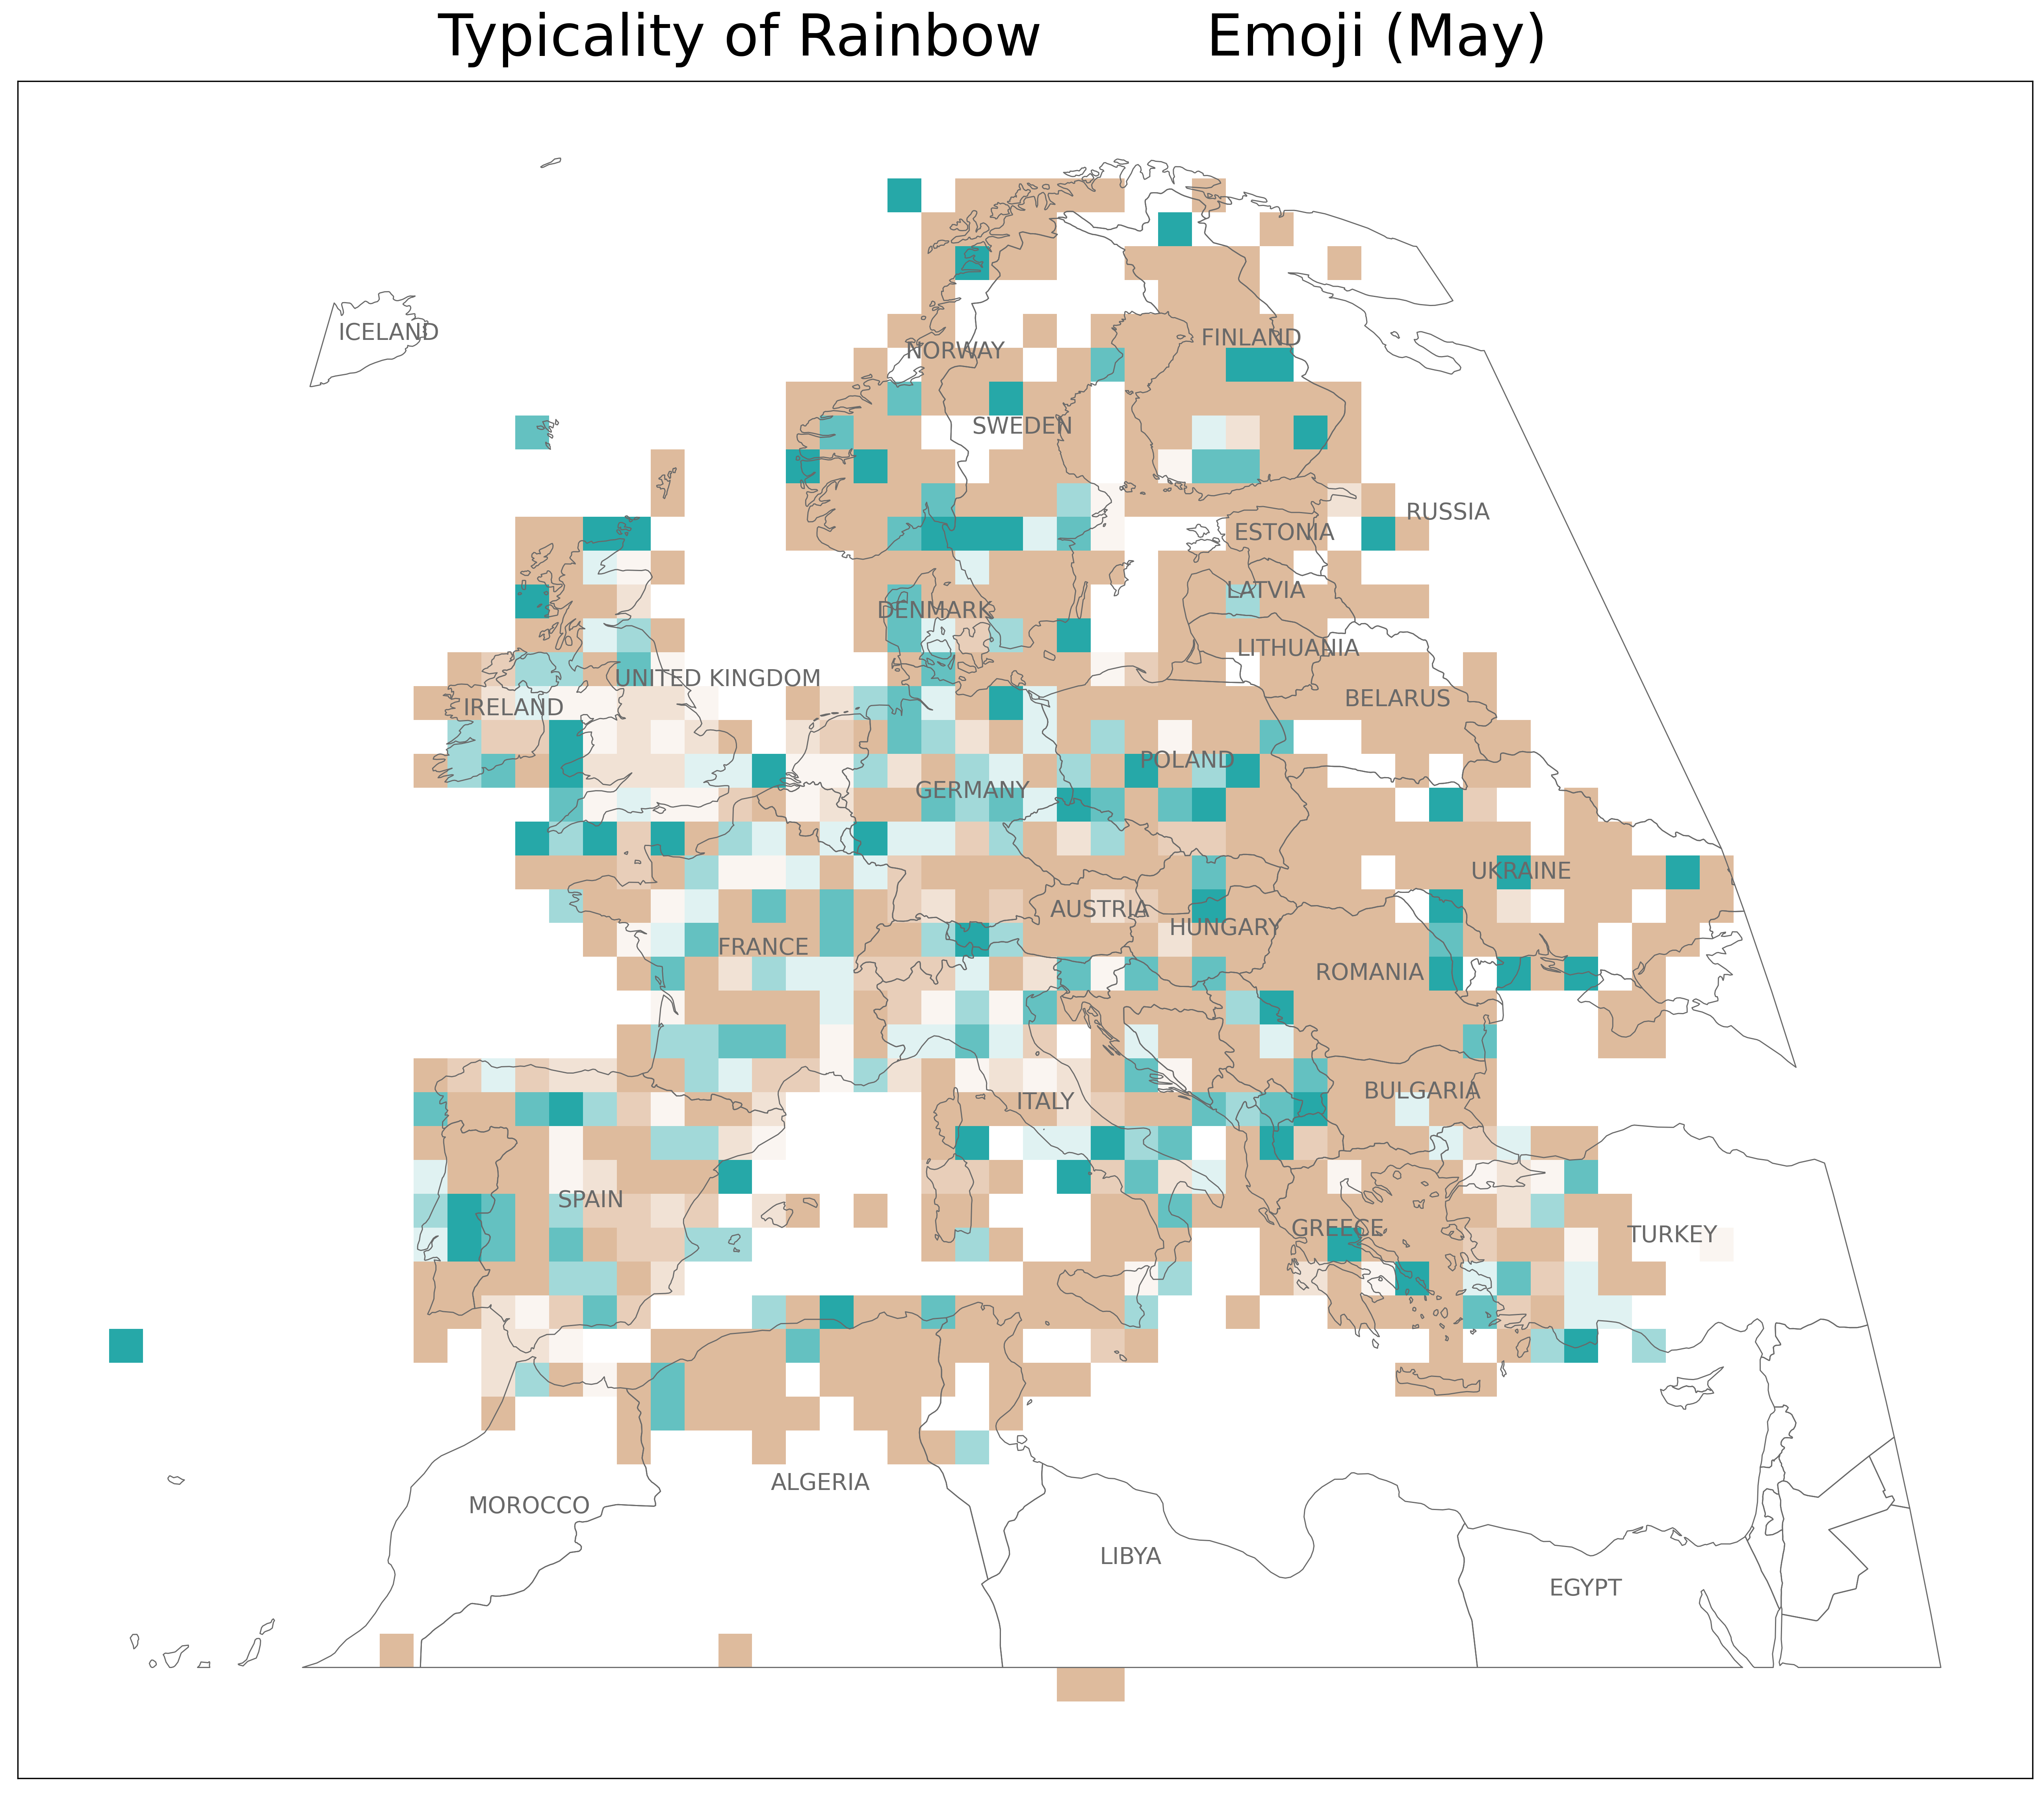 Typicality of Rainbow Emoji (May)
ICELAND
NORWAY
FINLAND
SWEDEN
RUSSIA
ESTONIA
LATVIA
DENMARK
LITHUANIA
UNITED KINGDOM
BELARUS
IRELAND
POLAND
GERMANY
UKRAINE
AUSTRIA
HUNGARY
FRANCE
ROMANIA
BULGARIA
ITALY
SPAIN
GREECE
TURKEY
ALGERIA
MOROCCO
LIBYA
EGYPT